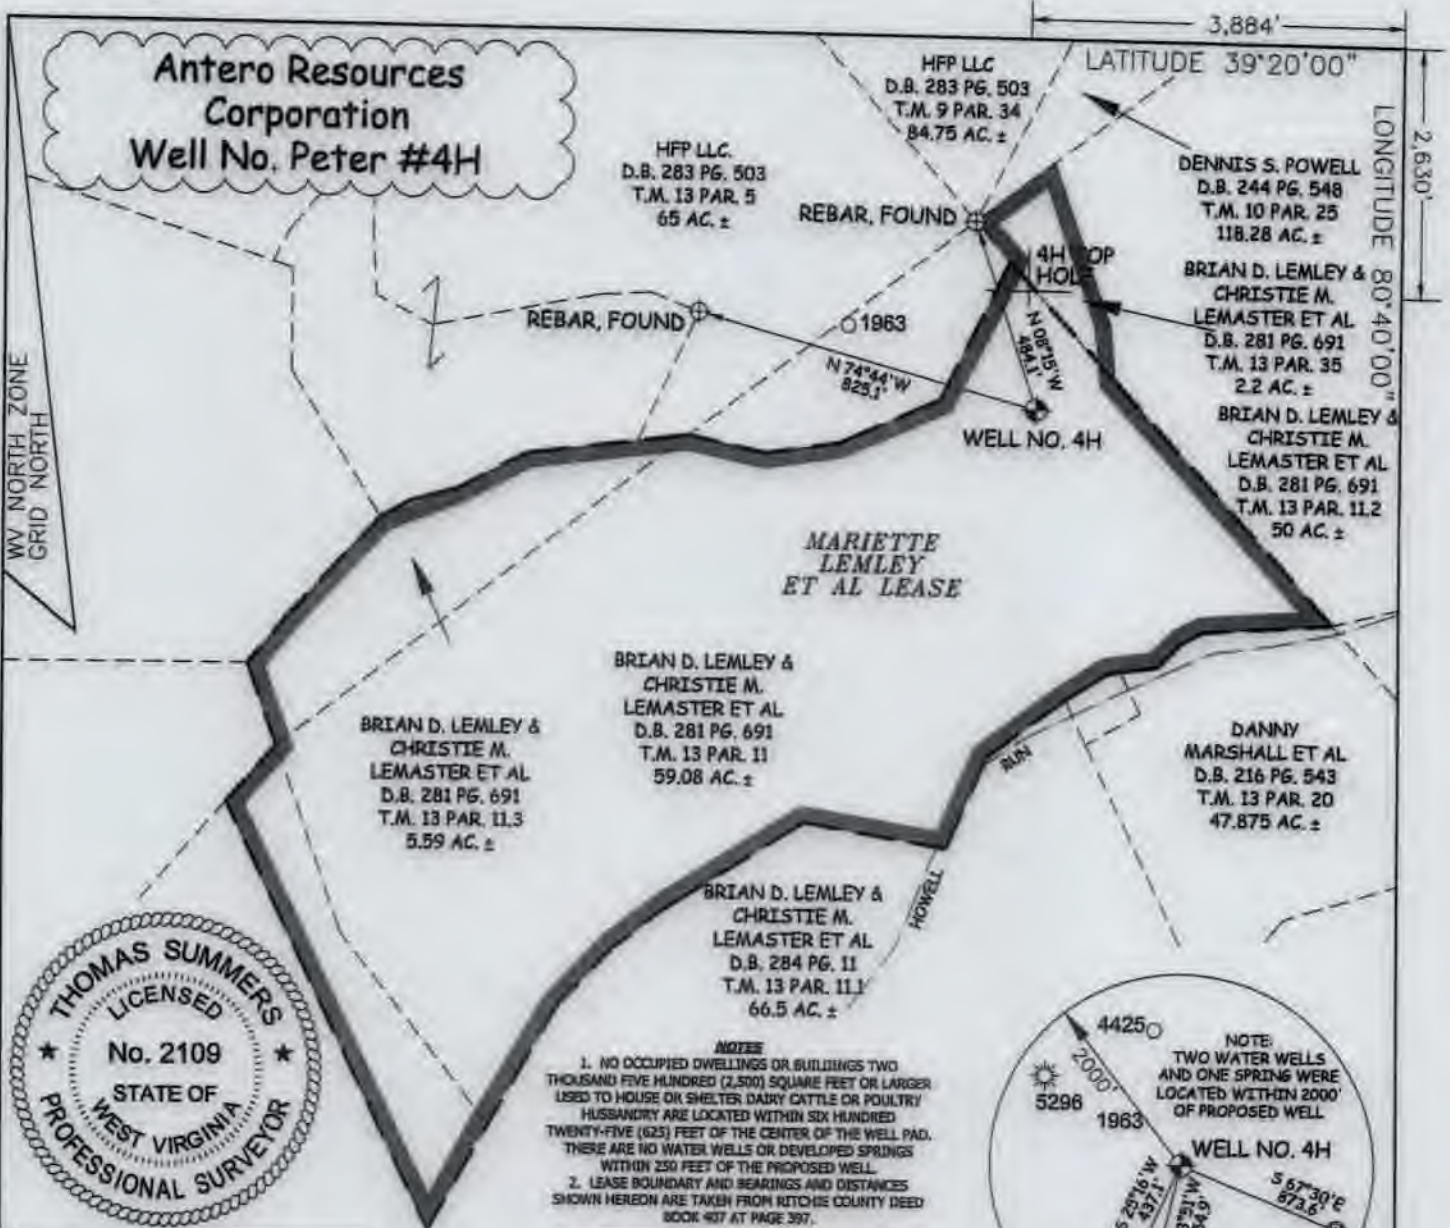 3,884'
LATITUDE 39°20'00"
LONGITUDE 80°40'00"
2,630'
Antero Resources
Corporation
Well No. Peter #4H
WV NORTH ZONE
GRID NORTH
HFP LLC.
D.B. 283 PG. 503
T.M. 13 PAR. 5
65 AC. ±
HFP LLC
D.B. 283 PG. 503
T.M. 9 PAR. 34
84.75 AC. ±
DENNIS S. POWELL
D.B. 244 PG. 548
T.M. 10 PAR. 25
118.28 AC. ±
REBAR, FOUND
4H TOP
HOLE
BRIAN D. LEMLEY &
CHRISTIE M.
LEMASTER ET AL
D.B. 281 PG. 691
T.M. 13 PAR. 35
2.2 AC. ±
REBAR, FOUND
1963
N 74°44'W
825.1'
N 08°15'W
484.1'
WELL NO. 4H
BRIAN D. LEMLEY &
CHRISTIE M.
LEMASTER ET AL
D.B. 281 PG. 691
T.M. 13 PAR. 11.2
50 AC. ±
MARIETTE
LEMLEY
ET AL LEASE
BRIAN D. LEMLEY &
CHRISTIE M.
LEMASTER ET AL
D.B. 281 PG. 691
T.M. 13 PAR. 11
59.08 AC. ±
BRIAN D. LEMLEY &
CHRISTIE M.
LEMASTER ET AL
D.B. 281 PG. 691
T.M. 13 PAR. 11.3
5.59 AC. ±
RUN
HOWELL
DANNY
MARSHALL ET AL
D.B. 216 PG. 543
T.M. 13 PAR. 20
47.875 AC. ±
BRIAN D. LEMLEY &
CHRISTIE M.
LEMASTER ET AL
D.B. 284 PG. 11
T.M. 13 PAR. 11.1
66.5 AC. ±
THOMAS SUMMERS
LICENSED
No. 2109
STATE OF
WEST VIRGINIA
PROFESSIONAL SURVEYOR
NOTES
1. NO OCCUPIED DWELLINGS OR BUILDINGS TWO
THOUSAND FIVE HUNDRED (2,500) SQUARE FEET OR LARGER
USED TO HOUSE OR SHELTER DAIRY CATTLE OR POULTRY
HUSBANDRY ARE LOCATED WITHIN SIX HUNDRED
TWENTY-FIVE (625) FEET OF THE CENTER OF THE WELL PAD.
THERE ARE NO WATER WELLS OR DEVELOPED SPRINGS
WITHIN 250 FEET OF THE PROPOSED WELL.
2. LEASE BOUNDARY AND BEARINGS AND DISTANCES
SHOWN HEREON ARE TAKEN FROM RITCHIE COUNTY DEED
BOOK 407 AT PAGE 397.
4425
2000'
5296
1963
NOTE:
TWO WATER WELLS
AND ONE SPRING WERE
LOCATED WITHIN 2000'
OF PROPOSED WELL
WELL NO. 4H
S 67°30'E
873.6'
437.1'